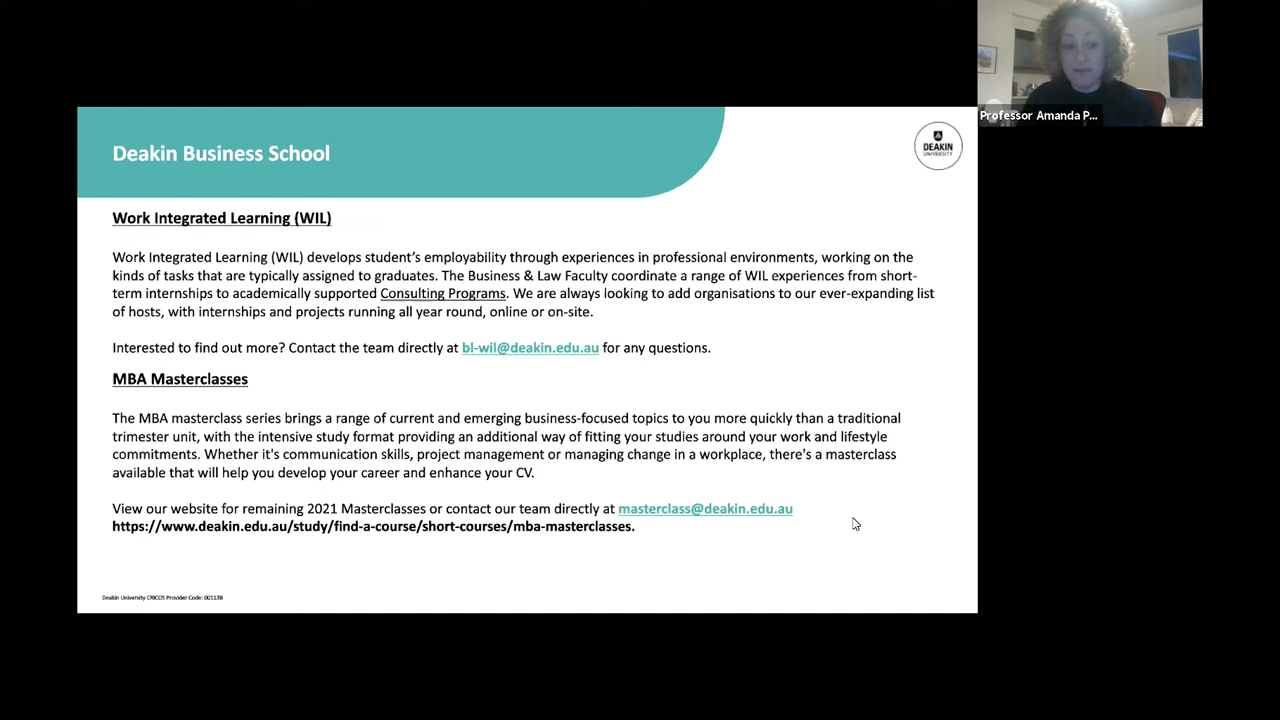 Professor Amanda P...
Deakin Business School
DEAKIN
UNIVERSITY
Work Integrated Learning (WIL)
Work Integrated Learning (WIL) develops student’s employability through experiences in professional environments, working on the
kinds of tasks that are typically assigned to graduates. The Business & Law Faculty coordinate a range of WIL experiences from short-
term internships to academically supported Consulting Programs. We are always looking to add organisations to our ever-expanding list
of hosts, with internships and projects running all year round, online or on-site.
Interested to find out more? Contact the team directly at bl-wil@deakin.edu.au for any questions.
MBA Masterclasses
The MBA masterclass series brings a range of current and emerging business-focused topics to you more quickly than a traditional
trimester unit, with the intensive study format providing an additional way of fitting your studies around your work and lifestyle
commitments. Whether it's communication skills, project management or managing change in a workplace, there's a masterclass
available that will help you develop your career and enhance your CV.
View our website for remaining 2021 Masterclasses or contact our team directly at masterclass@deakin.edu.au
https://www.deakin.edu.au/study/find-a-course/short-courses/mba-masterclasses.
Deakin University CRICOS Provider Code: 00113B